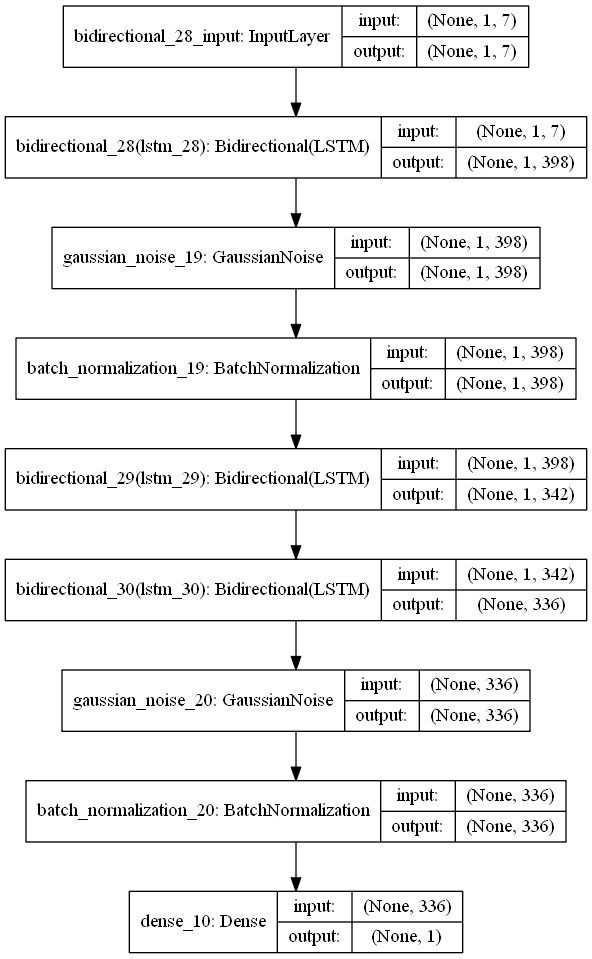 bidirectional_28_input: InputLayer
input: (None, 1, 7)
output: (None, 1, 7)
bidirectional_28(lstm_28): Bidirectional(LSTM)
input: (None, 1, 7)
output: (None, 1, 398)
gaussian_noise_19: GaussianNoise
input: (None, 1, 398)
output: (None, 1, 398)
batch_normalization_19: BatchNormalization
input: (None, 1, 398)
output: (None, 1, 398)
bidirectional_29(lstm_29): Bidirectional(LSTM)
input: (None, 1, 398)
output: (None, 1, 342)
bidirectional_30(lstm_30): Bidirectional(LSTM)
input: (None, 1, 342)
output: (None, 336)
gaussian_noise_20: GaussianNoise
input: (None, 336)
output: (None, 336)
batch_normalization_20: BatchNormalization
input: (None, 336)
output: (None, 336)
dense_10: Dense
input: (None, 336)
output: (None, 1)